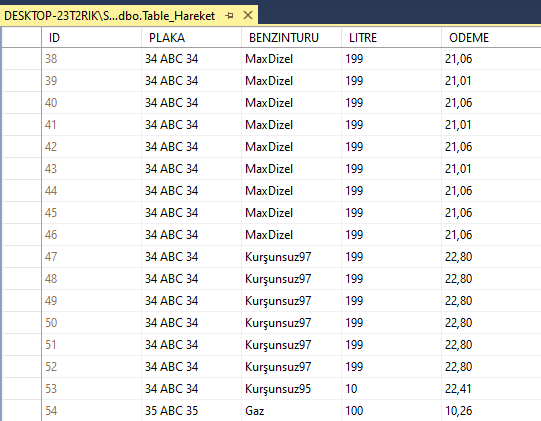 DESKTOP-23T2RIK\S...dbo.Table_Hareket
ID PLAKA BENZINTURU LITRE ODEME
38 34 ABC 34 MaxDizel 199 21,06
39 34 ABC 34 MaxDizel 199 21,01
40 34 ABC 34 MaxDizel 199 21,06
41 34 ABC 34 MaxDizel 199 21,01
42 34 ABC 34 MaxDizel 199 21,06
43 34 ABC 34 MaxDizel 199 21,01
44 34 ABC 34 MaxDizel 199 21,06
45 34 ABC 34 MaxDizel 199 21,06
46 34 ABC 34 MaxDizel 199 21,06
47 34 ABC 34 Kurşunsuz97 199 22,80
48 34 ABC 34 Kurşunsuz97 199 22,80
49 34 ABC 34 Kurşunsuz97 199 22,80
50 34 ABC 34 Kurşunsuz97 199 22,80
51 34 ABC 34 Kurşunsuz97 199 22,80
52 34 ABC 34 Kurşunsuz97 199 22,80
53 34 ABC 34 Kurşunsuz95 10 22,41
54 35 ABC 35 Gaz 100 10,26